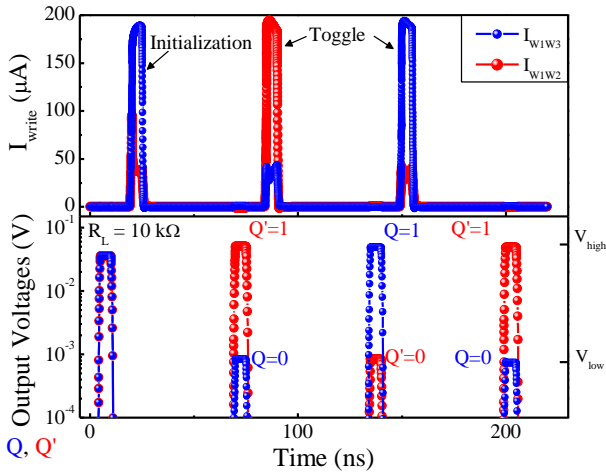 200
150
100
50
0
I_write (µA)
Initialization
Toggle
I_W1W3
I_W1W2
10^-1
10^-2
10^-3
10^-4
Output Voltages (V)
R_L = 10 kΩ
Q'=1
Q=1
Q'=1
V_high
Q=0
Q'=0
Q=0
V_low
0
100
200
Q, Q'
Time (ns)